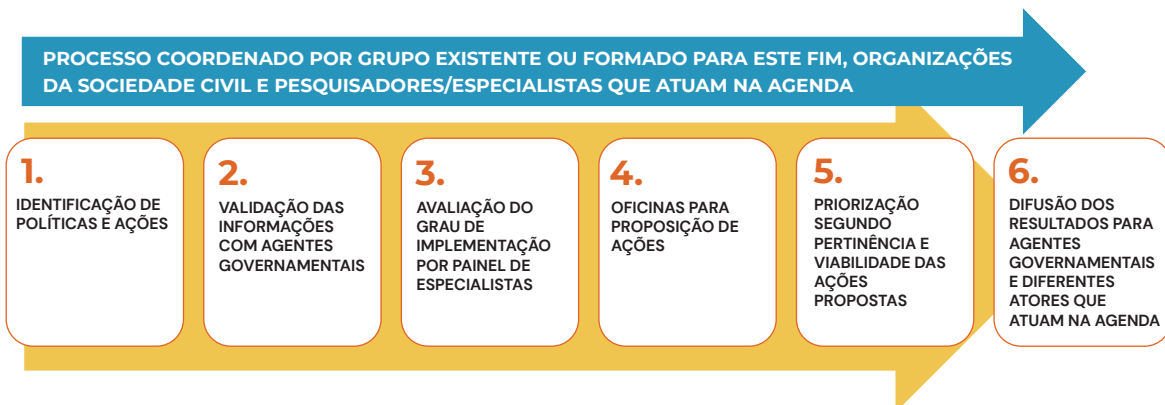 PROCESSO COORDENADO POR GRUPO EXISTENTE OU FORMADO PARA ESTE FIM, ORGANIZAÇÕES
DA SOCIEDADE CIVIL E PESQUISADORES/ESPECIALISTAS QUE ATUAM NA AGENDA
1.
IDENTIFICAÇÃO DE
POLÍTICAS E AÇÕES
2.
VALIDAÇÃO DAS
INFORMAÇÕES
COM AGENTES
GOVERNAMENTAIS
3.
AVALIAÇÃO DO
GRAU DE
IMPLEMENTAÇÃO
POR PAINEL DE
ESPECIALISTAS
4.
OFICINAS PARA
PROPOSIÇÃO DE
AÇÕES
5.
PRIORIZAÇÃO
SEGUNDO
PERTINÊNCIA E
VIABILIDADE DAS
AÇÕES
PROPOSTAS
6.
DIFUSÃO DOS
RESULTADOS PARA
AGENTES
GOVERNAMENTAIS
E DIFERENTES
ATORES QUE
ATUAM NA AGENDA